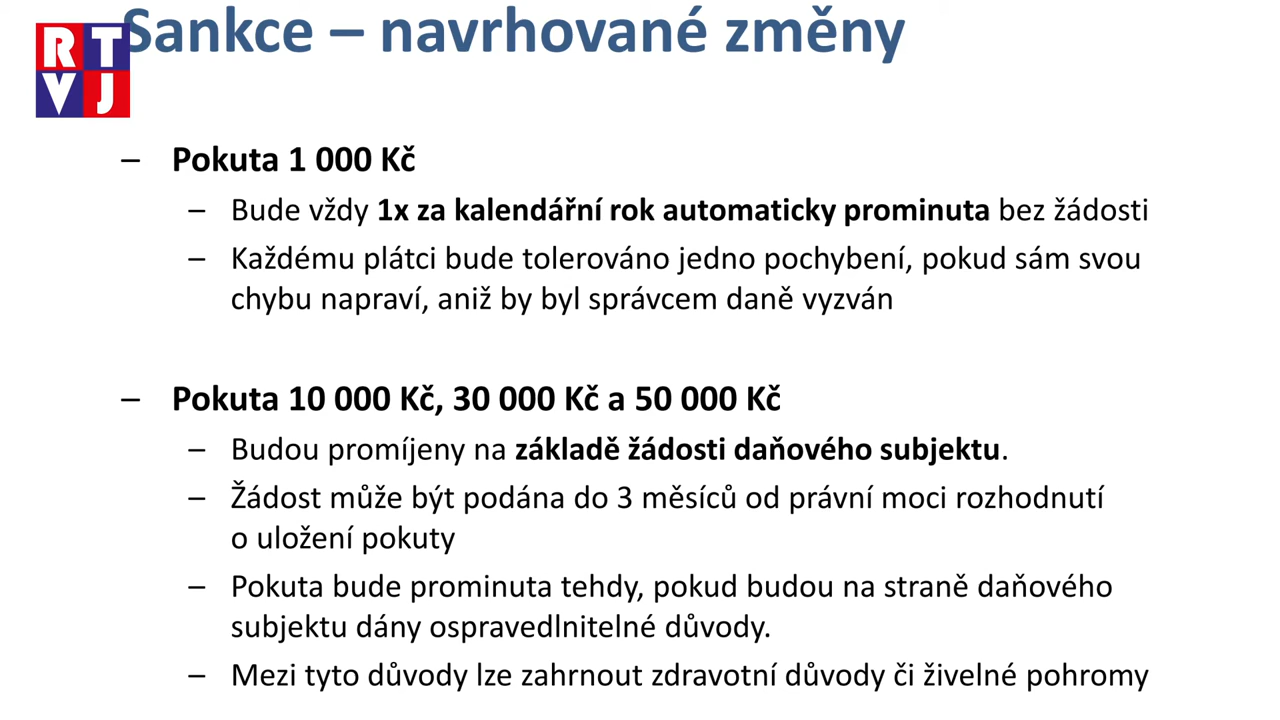 Sankce – navrhované změny
RT
VJ
– Pokuta 1 000 Kč
– Bude vždy 1x za kalendářní rok automaticky prominuta bez žádosti
– Každému plátci bude tolerováno jedno pochybení, pokud sám svou
chybu napraví, aniž by byl správcem daně vyzván
– Pokuta 10 000 Kč, 30 000 Kč a 50 000 Kč
– Budou promíjeny na základě žádosti daňového subjektu.
– Žádost může být podána do 3 měsíců od právní moci rozhodnutí
o uložení pokuty
– Pokuta bude prominuta tehdy, pokud budou na straně daňového
subjektu dány ospravedlnitelné důvody.
– Mezi tyto důvody lze zahrnout zdravotní důvody či živelné pohromy